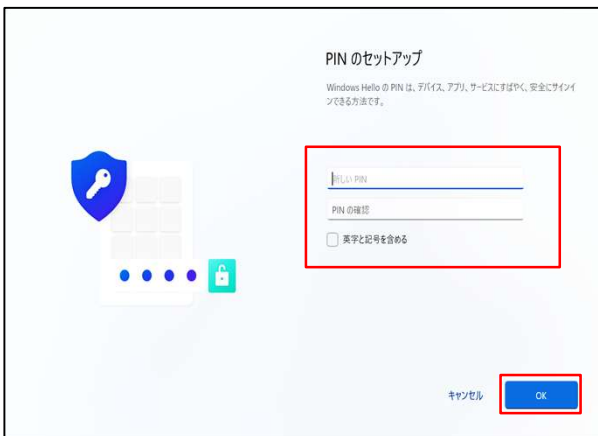 PIN のセットアップ
Windows Hello の PIN は、デバイス、アプリ、サービスにすばやく、安全にサインイ
ンできる方法です。
新しい PIN
PIN の確認
英字と記号を含める
キャンセル
OK